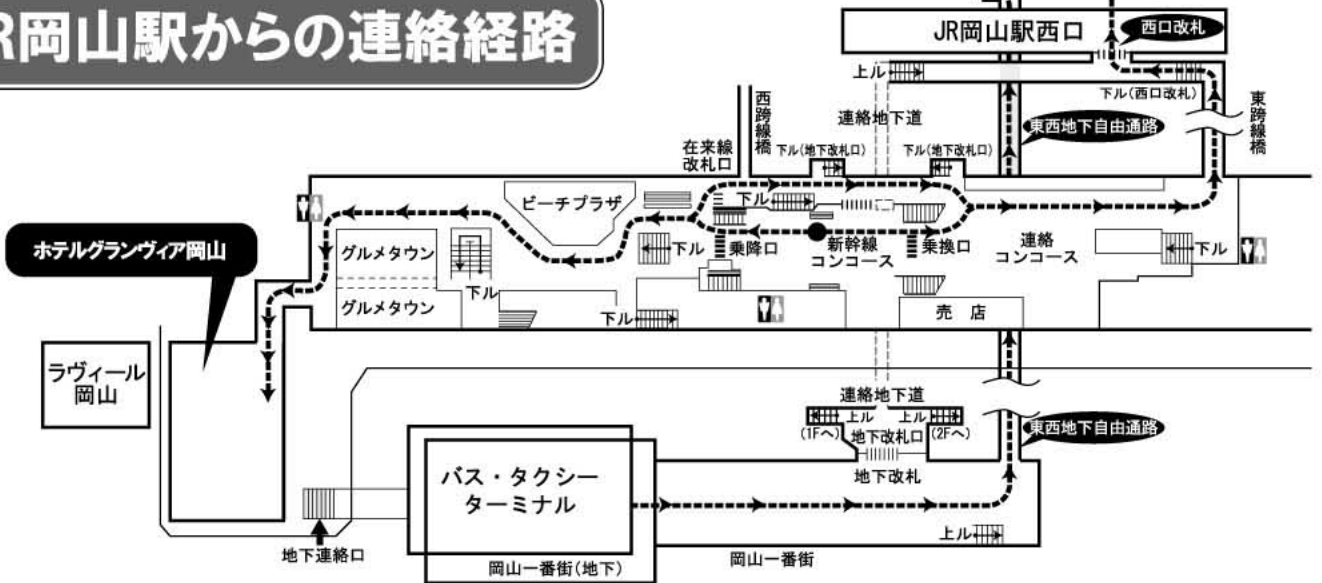 R岡山駅からの連絡経路
JR岡山駅西口
西口改札
上ル
下ル(西口改札)
西跨線橋
連絡地下道
東西地下自由通路
東跨線橋
在来線
改札口
下ル(地下改札口)
下ル(地下改札口)
ピーチプラザ
下ル
ホテルグランヴィア岡山
グルメタウン
下ル
乗降口
新幹線
コンコース
乗換口
連絡
コンコース
下ル
グルメタウン
下ル
下ル
売店
ラヴィール
岡山
連絡地下道
上ル
上ル
(1Fへ)
地下改札口
(2Fへ)
東西地下自由通路
地下改札
バス・タクシー
ターミナル
上ル
地下連絡口
岡山一番街(地下)
岡山一番街